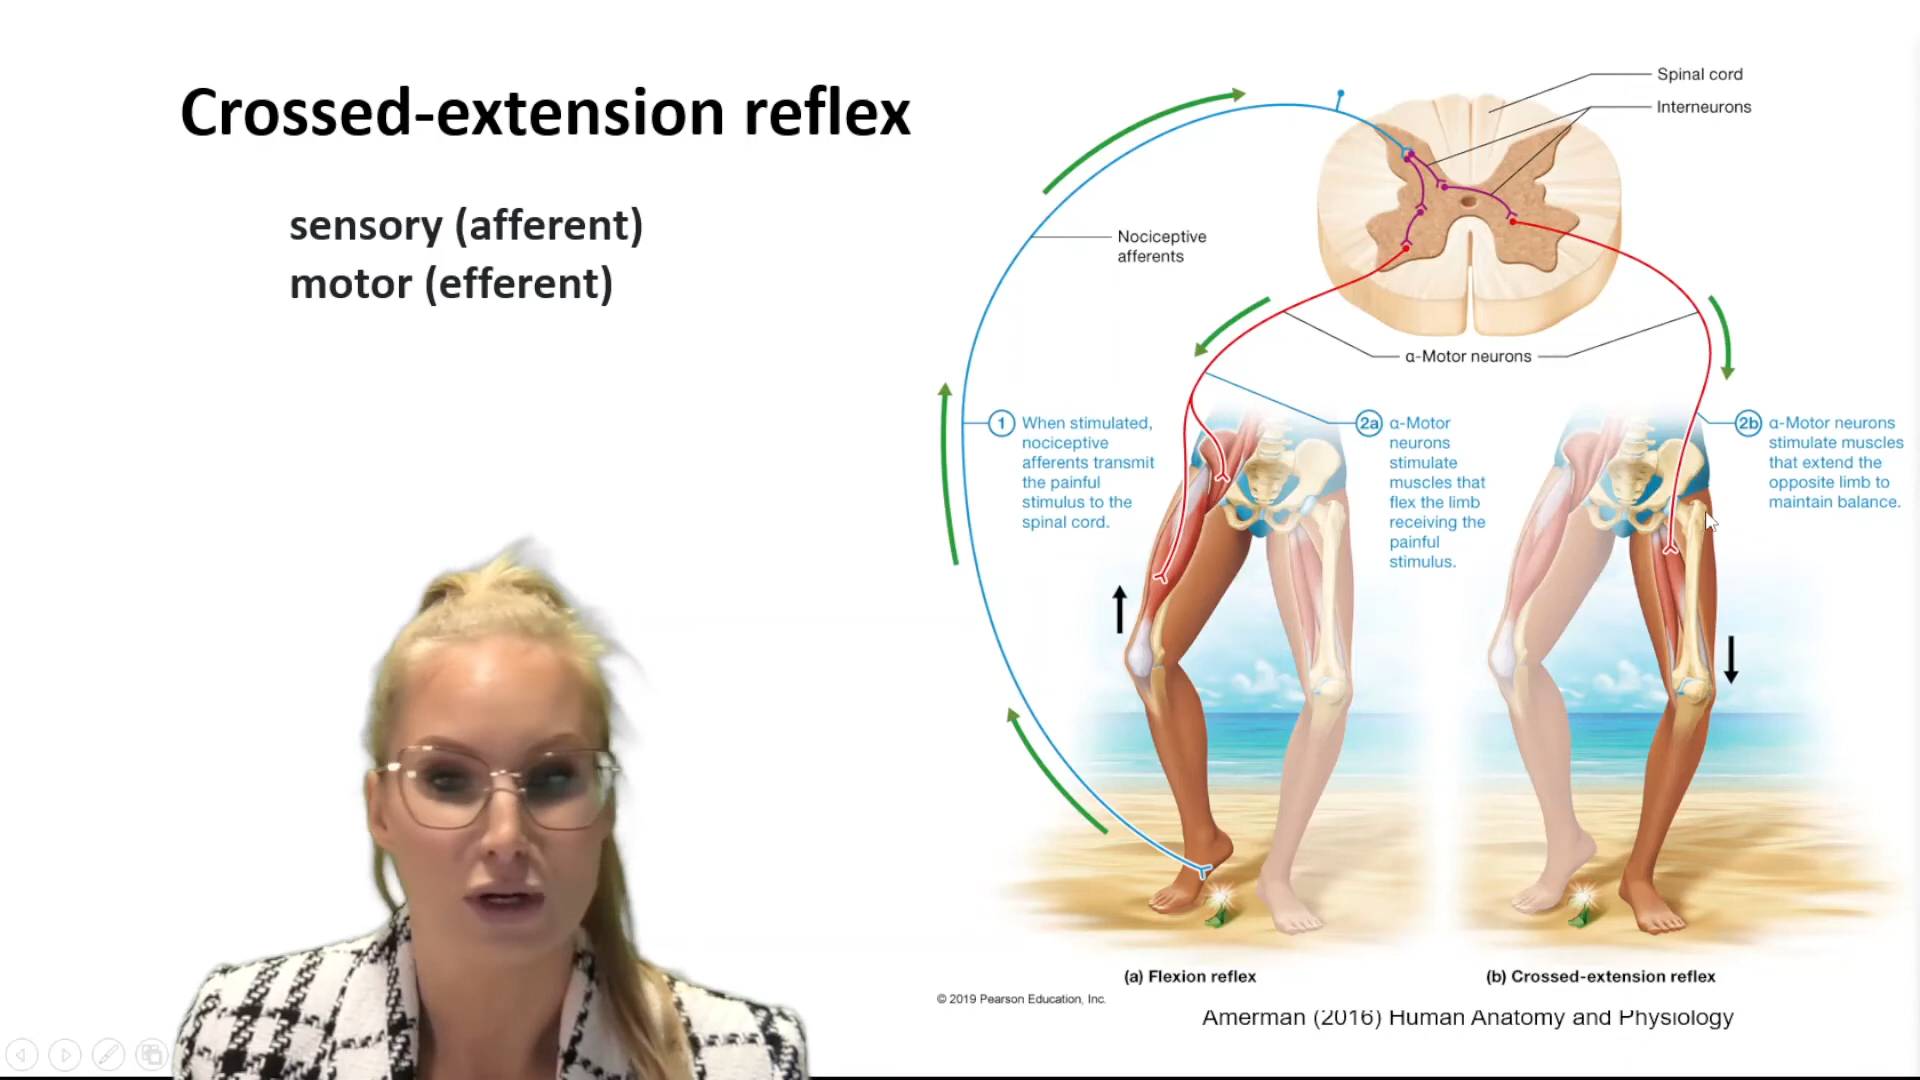 Crossed-extension reflex
sensory (afferent)
motor (efferent)
Spinal cord
Interneurons
Nociceptive
afferents
α-Motor neurons
1 When stimulated,
nociceptive
afferents transmit
the painful
stimulus to the
spinal cord.
2a α-Motor
neurons
stimulate
muscles that
flex the limb
receiving the
painful
stimulus.
2b α-Motor neurons
stimulate muscles
that extend the
opposite limb to
maintain balance.
(a) Flexion reflex
(b) Crossed-extension reflex
© 2019 Pearson Education, Inc.
Amerman (2016) Human Anatomy and Physiology